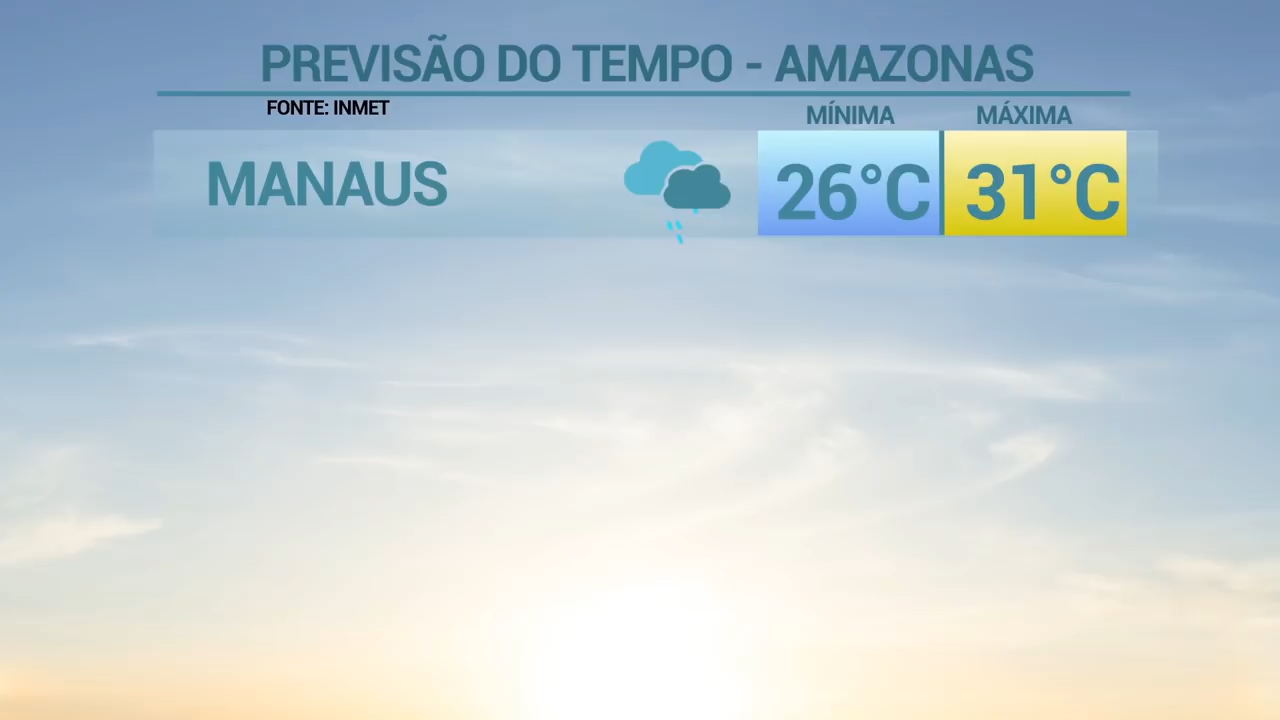 PREVISÃO DO TEMPO - AMAZONAS
FONTE: INMET
MÍNIMA MÁXIMA
MANAUS 26°C 31°C